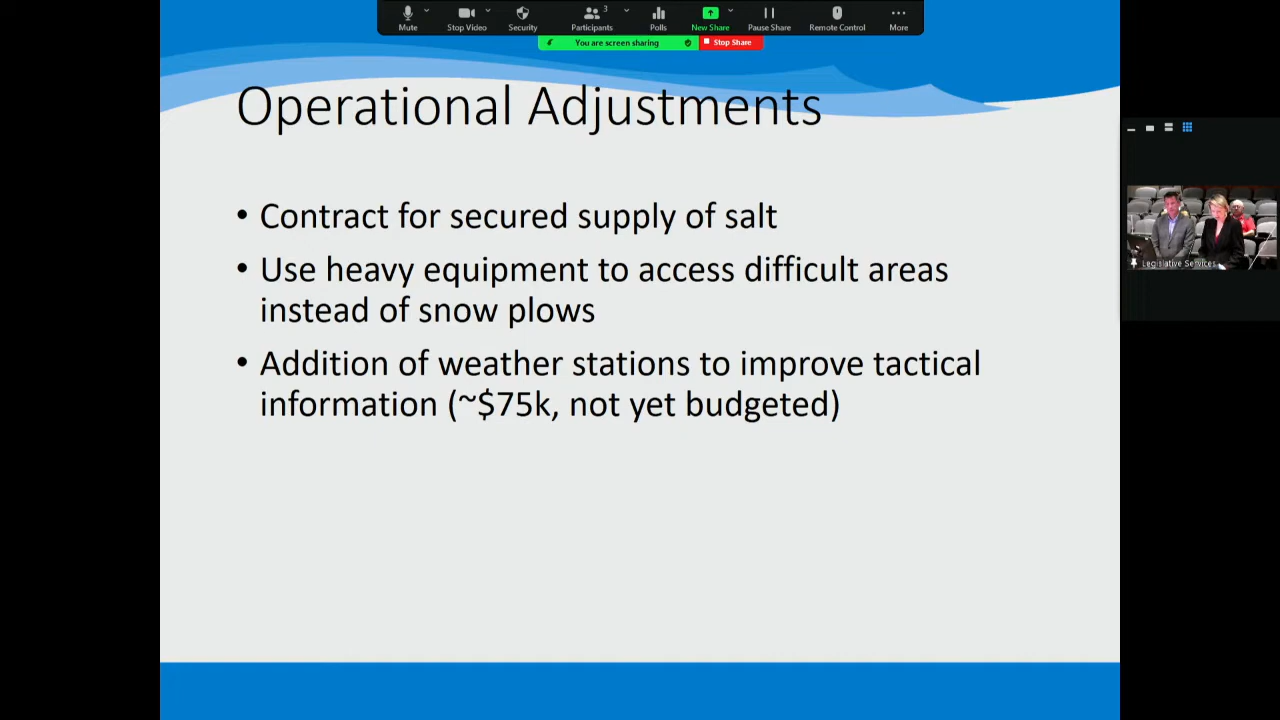 3
Mute
Stop Video
Security
Participants
Polls
New Share
Pause Share
Remote Control
More
You are screen sharing
Stop Share
Operational Adjustments
• Contract for secured supply of salt
• Use heavy equipment to access difficult areas
instead of snow plows
• Addition of weather stations to improve tactical
information (~$75k, not yet budgeted)
Legislative Services